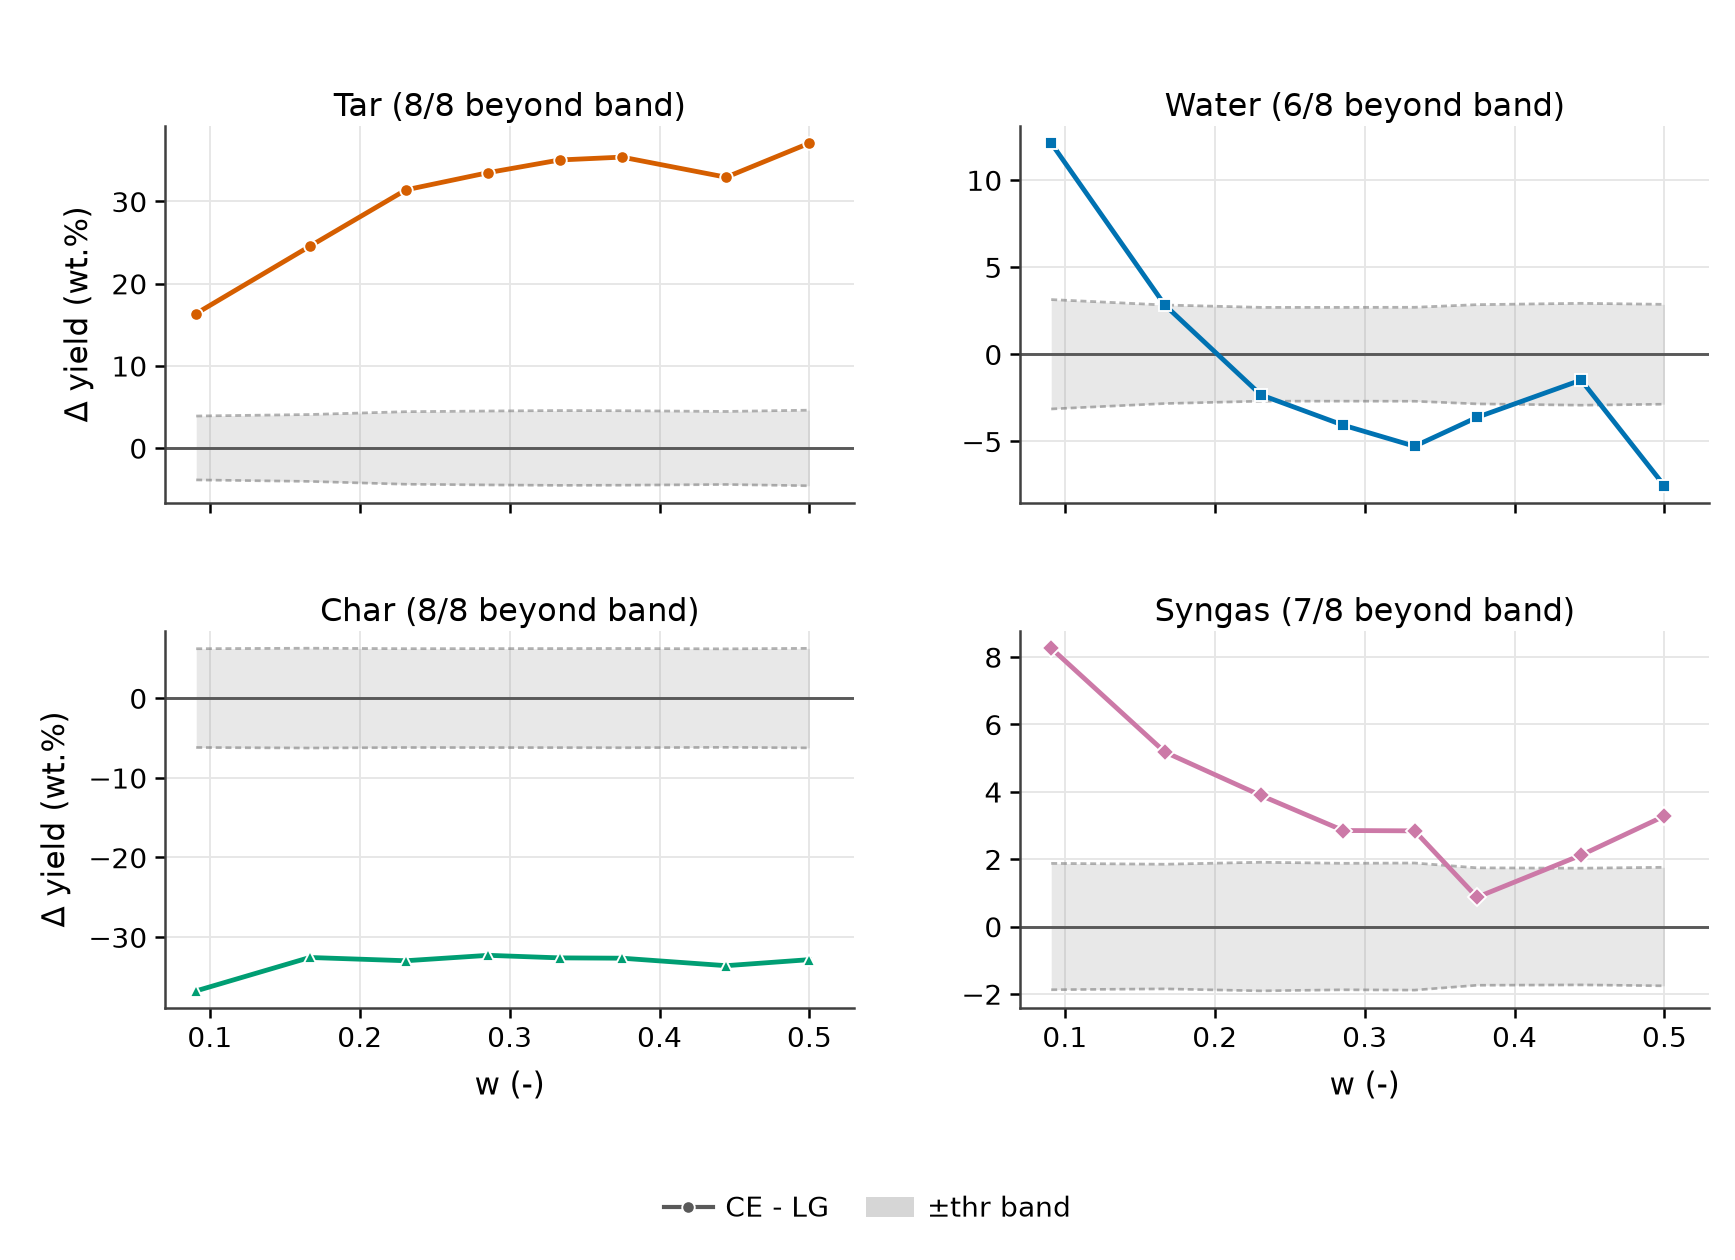 Tar (8/8 beyond band)
Δ yield (wt.%)
30
20
10
0
Water (6/8 beyond band)
10
5
0
−5
Char (8/8 beyond band)
Δ yield (wt.%)
0
−10
−20
−30
0.1 0.2 0.3 0.4 0.5
w (-)
Syngas (7/8 beyond band)
8
6
4
2
0
−2
0.1 0.2 0.3 0.4 0.5
w (-)
CE - LG
±thr band